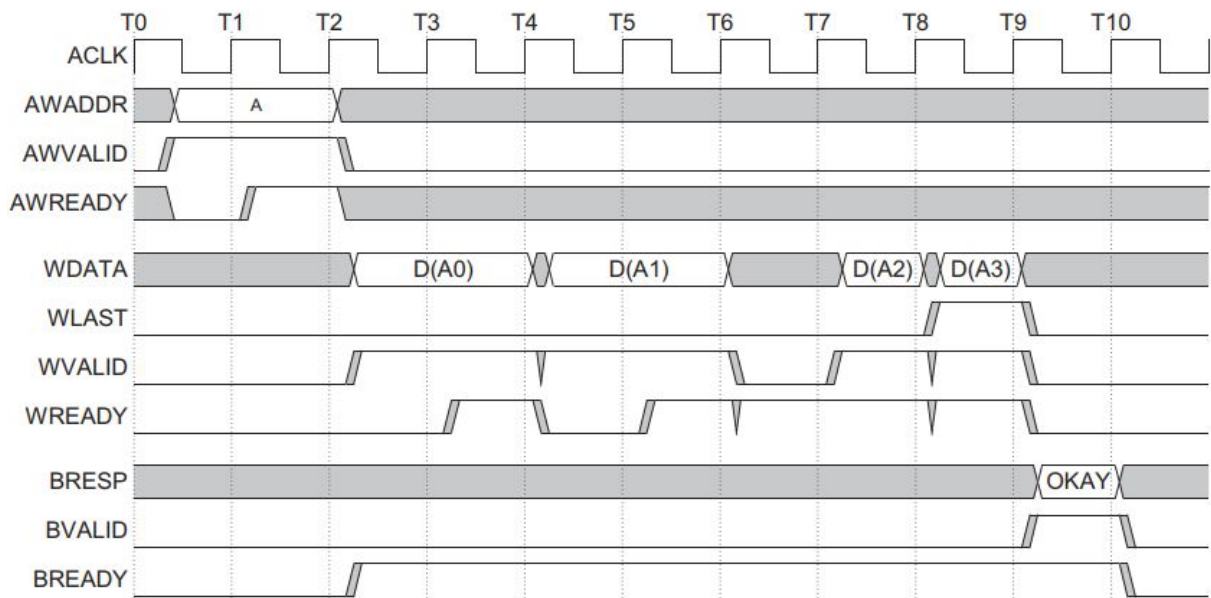 T0 T1 T2 T3 T4 T5 T6 T7 T8 T9 T10
ACLK
AWADDR A
AWVALID
AWREADY
WDATA D(A0) D(A1) D(A2) D(A3)
WLAST
WVALID
WREADY
BRESP OKAY
BVALID
BREADY